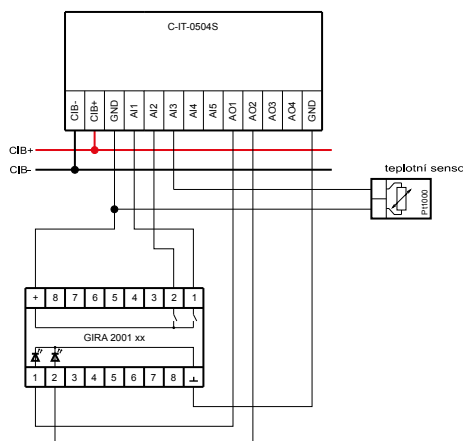 C-IT-0504S
CIB- CIB+ GND AI1 AI2 AI3 AI4 AI5 AO1 AO2 AO3 AO4 GND
CIB+
CIB-
teplotní senso
Pt1000
+ 8 7 6 5 4 3 2 1
GIRA 2001 xx
1 2 3 4 5 6 7 8 ⊥